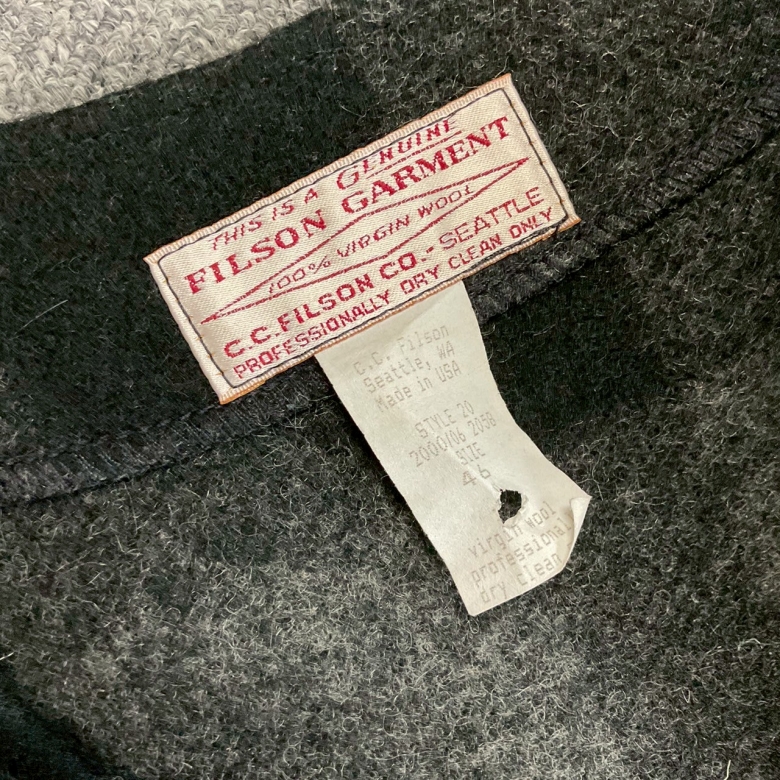 THIS IS A GENUINE
FILSON GARMENT
100% VIRGIN WOOL
C.C. FILSON CO.- SEATTLE
PROFESSIONALLY DRY CLEAN ONLY
C.C. Filson
Seattle, WA
Made in USA
STYLE 20
2000/06 2058
SIZE
46
virgin wool
professional
dry clean